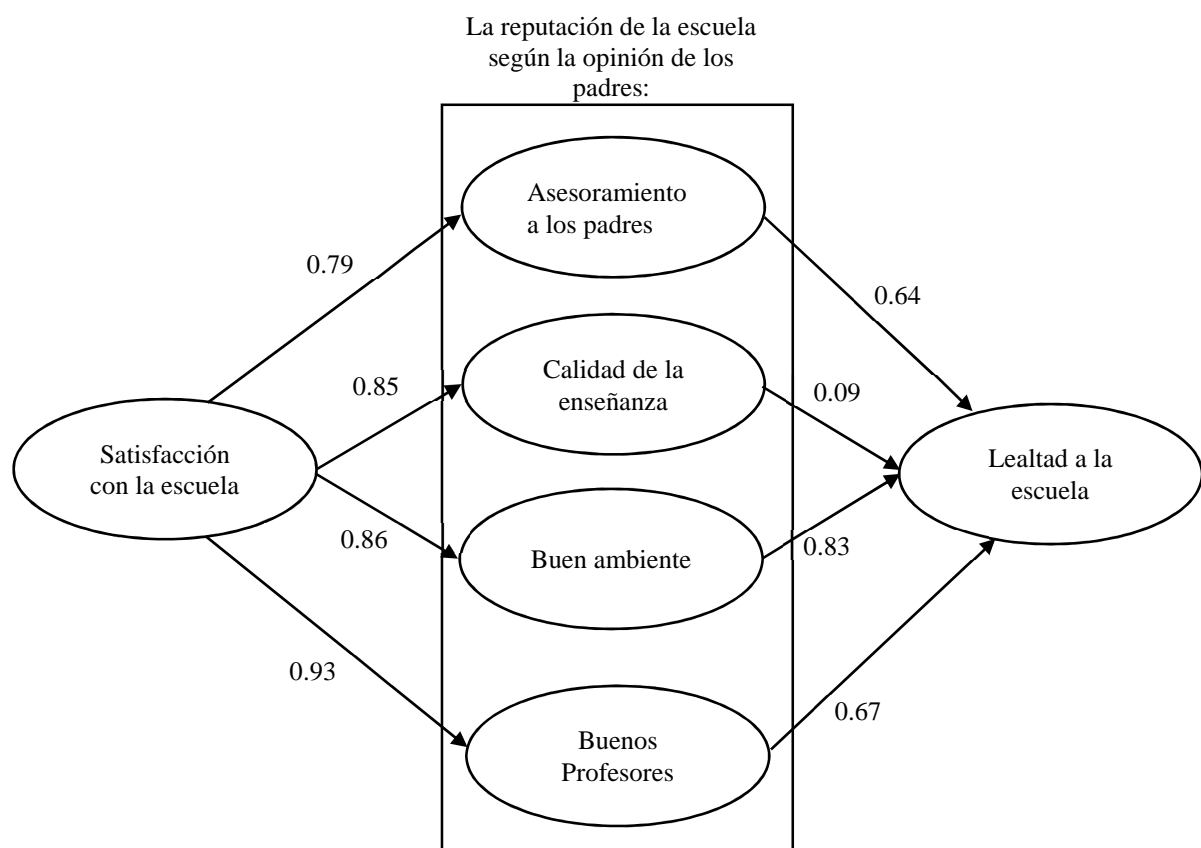 La reputación de la escuela
según la opinión de los
padres:
Asesoramiento
a los padres
0.79
0.64
Calidad de la
enseñanza
0.85
0.09
Satisfacción
con la escuela
Lealtad a la
escuela
0.86
Buen ambiente
0.83
0.93
0.67
Buenos
Profesores